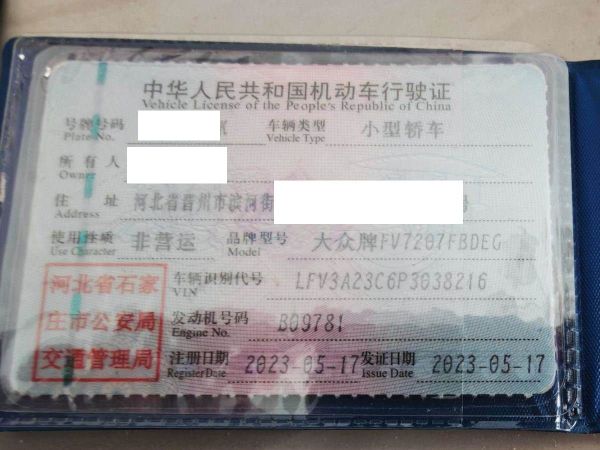 中华人民共和国机动车行驶证
Vehicle License of the People's Republic of China
号牌号码 车辆类型 小型轿车
Plate No. Vehicle Type
所有人
Owner
住址 河北省晋州市滨河街 号
Address
使用性质 非营运 品牌型号 大众牌FV7207FBDEG
Use Character Model
车辆识别代号 LFV3A23C6P3038216
VIN
发动机号码 B09781
Engine No.
注册日期 2023-05-17 发证日期 2023-05-17
Register Date Issue Date
河北省石家
庄市公安局
交通管理局